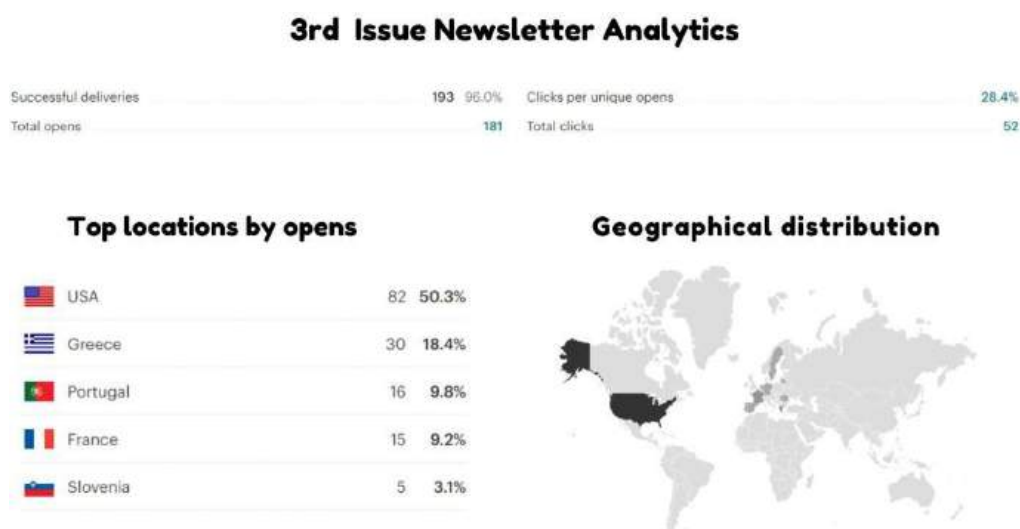 3rd Issue Newsletter Analytics
Successful deliveries 193 96.0% Clicks per unique opens 28.4%
Total opens 181 Total clicks 52
Top locations by opens Geographical distribution
USA 82 50.3%
Greece 30 18.4%
Portugal 16 9.8%
France 15 9.2%
Slovenia 5 3.1%